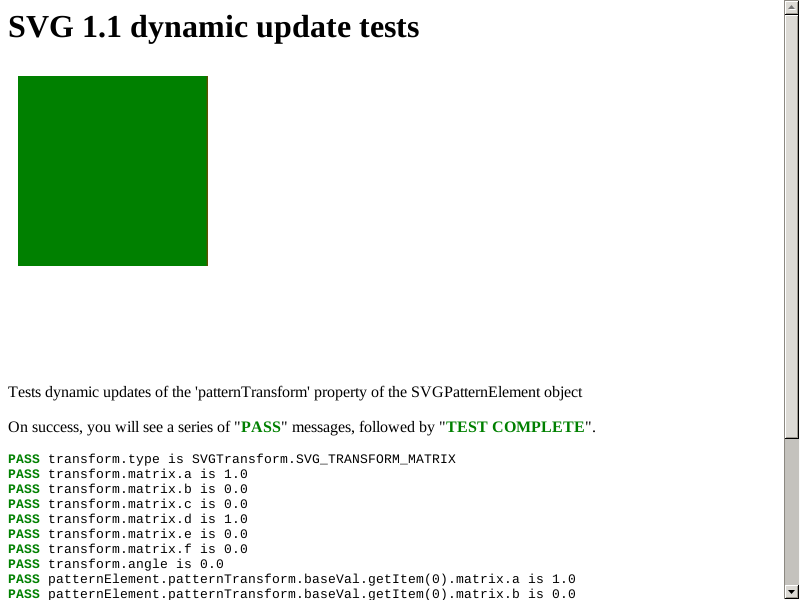 SVG 1.1 dynamic update tests
Tests dynamic updates of the 'patternTransform' property of the SVGPatternElement object
On success, you will see a series of "PASS" messages, followed by "TEST COMPLETE".
PASS transform.type is SVGTransform.SVG_TRANSFORM_MATRIX
PASS transform.matrix.a is 1.0
PASS transform.matrix.b is 0.0
PASS transform.matrix.c is 0.0
PASS transform.matrix.d is 1.0
PASS transform.matrix.e is 0.0
PASS transform.matrix.f is 0.0
PASS transform.angle is 0.0
PASS patternElement.patternTransform.baseVal.getItem(0).matrix.a is 1.0
PASS patternElement.patternTransform.baseVal.getItem(0).matrix.b is 0.0